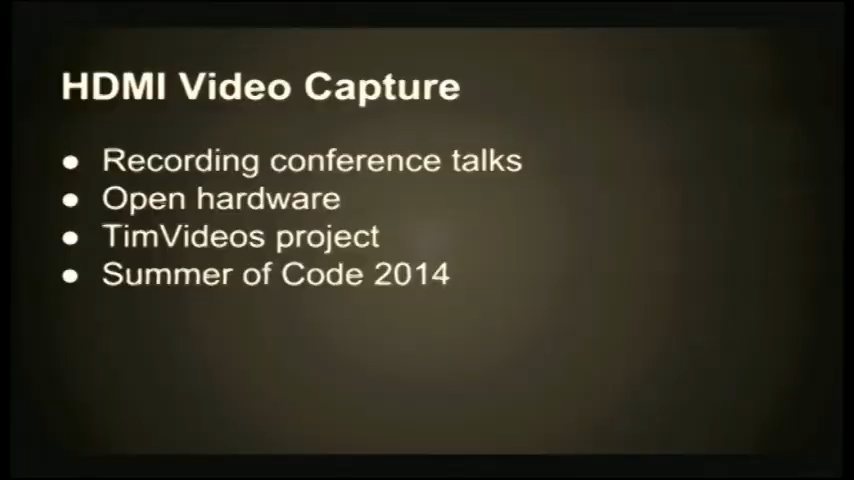 HDMI Video Capture
● Recording conference talks
● Open hardware
● TimVideos project
● Summer of Code 2014